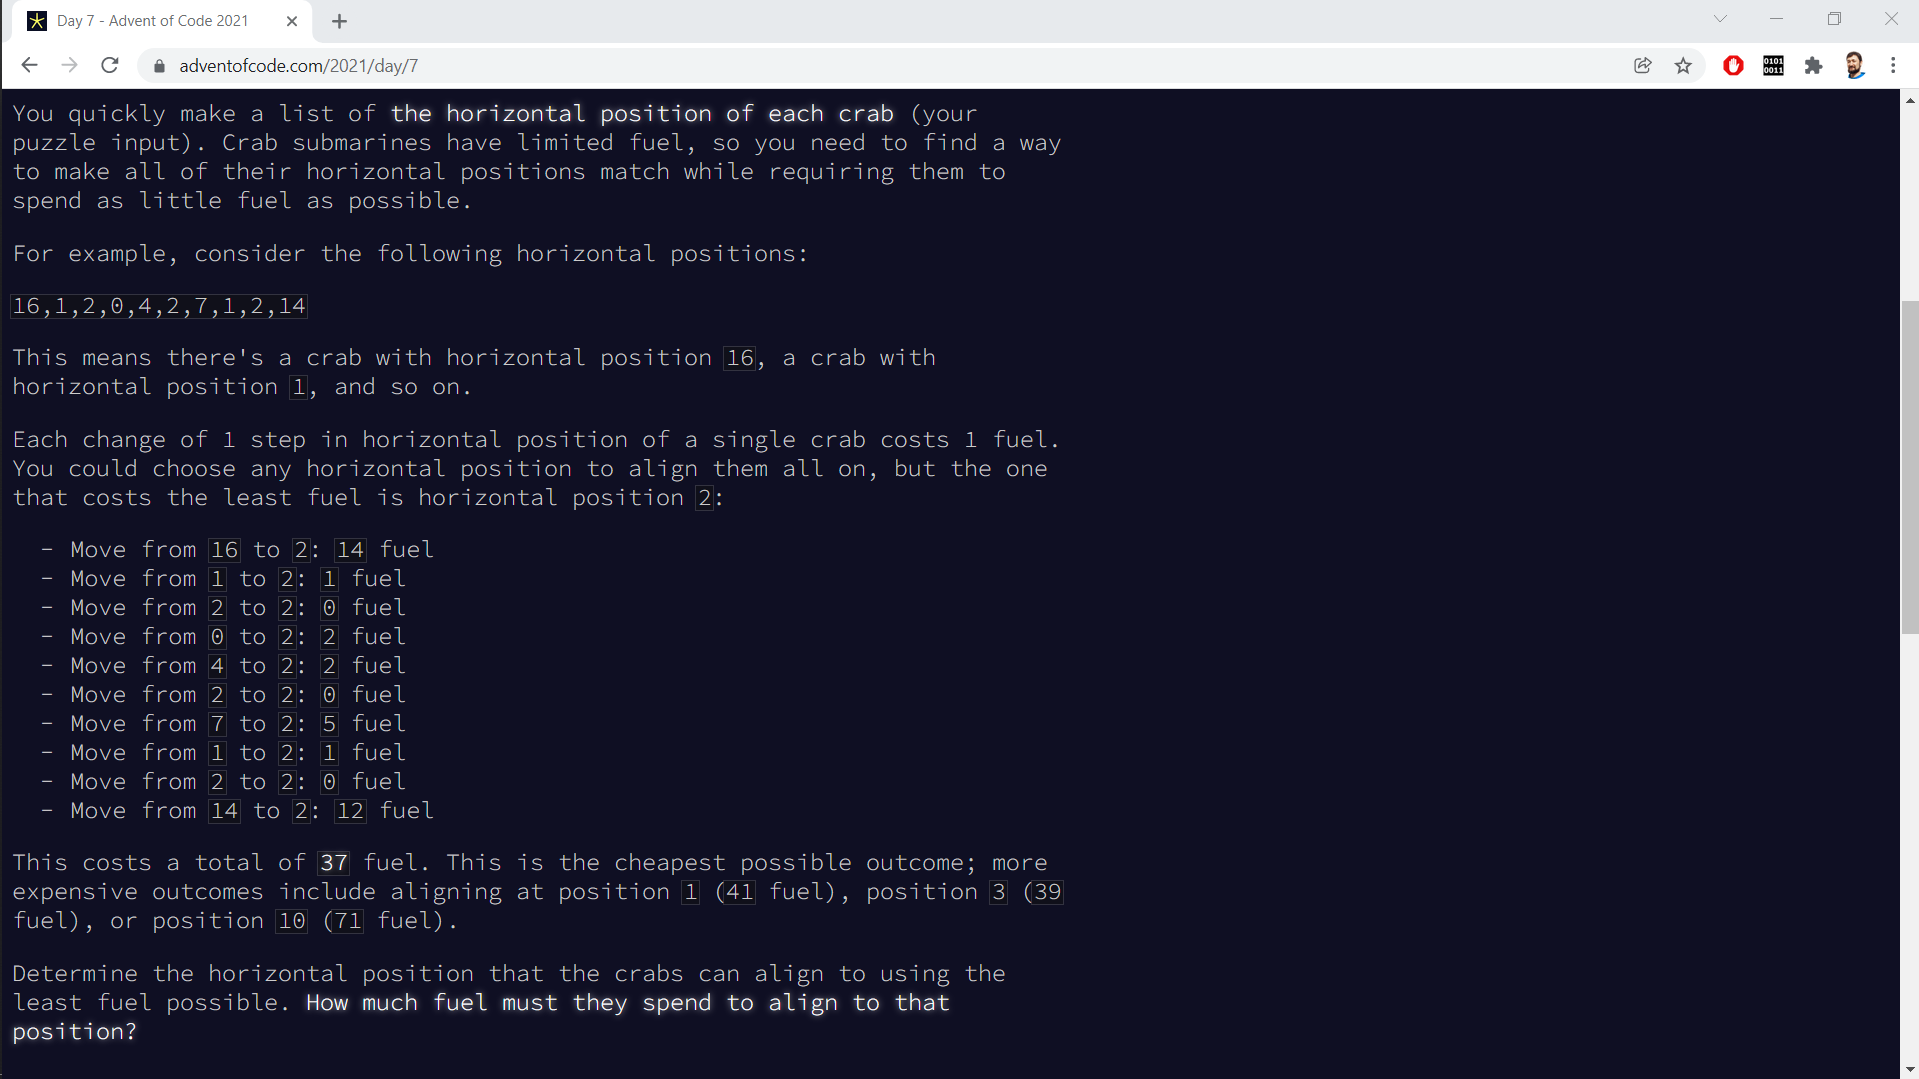 Day 7 - Advent of Code 2021
adventofcode.com/2021/day/7
0101
0011
You quickly make a list of the horizontal position of each crab (your
puzzle input). Crab submarines have limited fuel, so you need to find a way
to make all of their horizontal positions match while requiring them to
spend as little fuel as possible.
For example, consider the following horizontal positions:
16,1,2,0,4,2,7,1,2,14
This means there's a crab with horizontal position 16, a crab with
horizontal position 1, and so on.
Each change of 1 step in horizontal position of a single crab costs 1 fuel.
You could choose any horizontal position to align them all on, but the one
that costs the least fuel is horizontal position 2:
- Move from 16 to 2: 14 fuel
- Move from 1 to 2: 1 fuel
- Move from 2 to 2: 0 fuel
- Move from 0 to 2: 2 fuel
- Move from 4 to 2: 2 fuel
- Move from 2 to 2: 0 fuel
- Move from 7 to 2: 5 fuel
- Move from 1 to 2: 1 fuel
- Move from 2 to 2: 0 fuel
- Move from 14 to 2: 12 fuel
This costs a total of 37 fuel. This is the cheapest possible outcome; more
expensive outcomes include aligning at position 1 (41 fuel), position 3 (39
fuel), or position 10 (71 fuel).
Determine the horizontal position that the crabs can align to using the
least fuel possible. How much fuel must they spend to align to that
position?